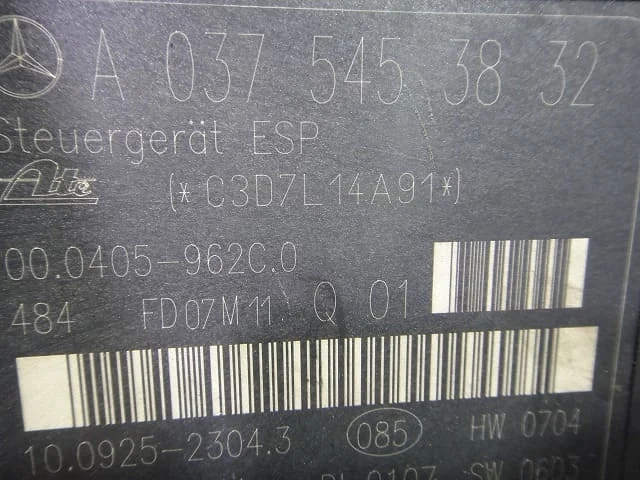 A 037 545 38 32
Steuergerät ESP
Ate (*C3D7L14A91*)
00.0405-962C.0
484 FD07M11 Q 01
10.0925-2304.3 085 HW 0704
SW 0603